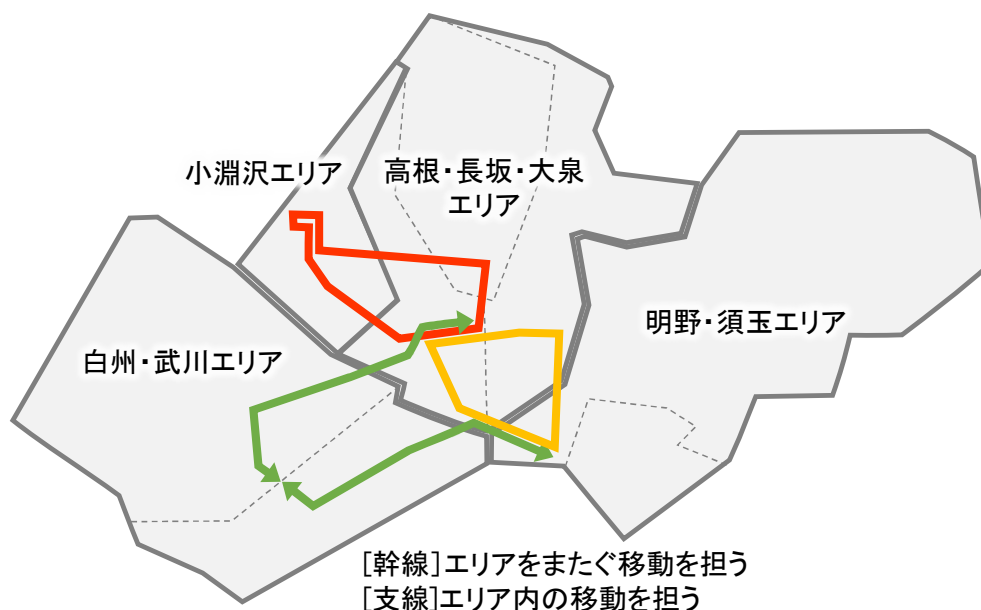 小淵沢エリア
高根・長坂・大泉
エリア
明野・須玉エリア
白州・武川エリア
[幹線]エリアをまたぐ移動を担う
[支線]エリア内の移動を担う